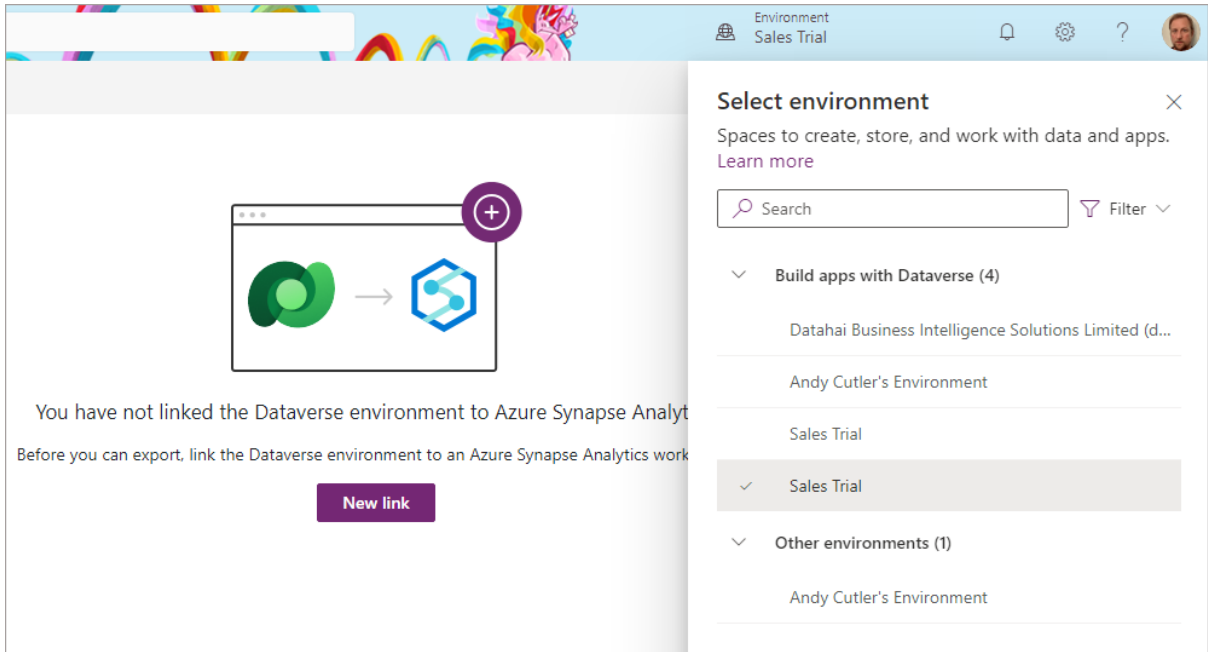 Environment
Sales Trial
?
Select environment
Spaces to create, store, and work with data and apps.
Learn more
Search
Filter
Build apps with Dataverse (4)
Datahai Business Intelligence Solutions Limited (d...
Andy Cutler's Environment
Sales Trial
Sales Trial
Other environments (1)
Andy Cutler's Environment
You have not linked the Dataverse environment to Azure Synapse Analyt
Before you can export, link the Dataverse environment to an Azure Synapse Analytics work
New link